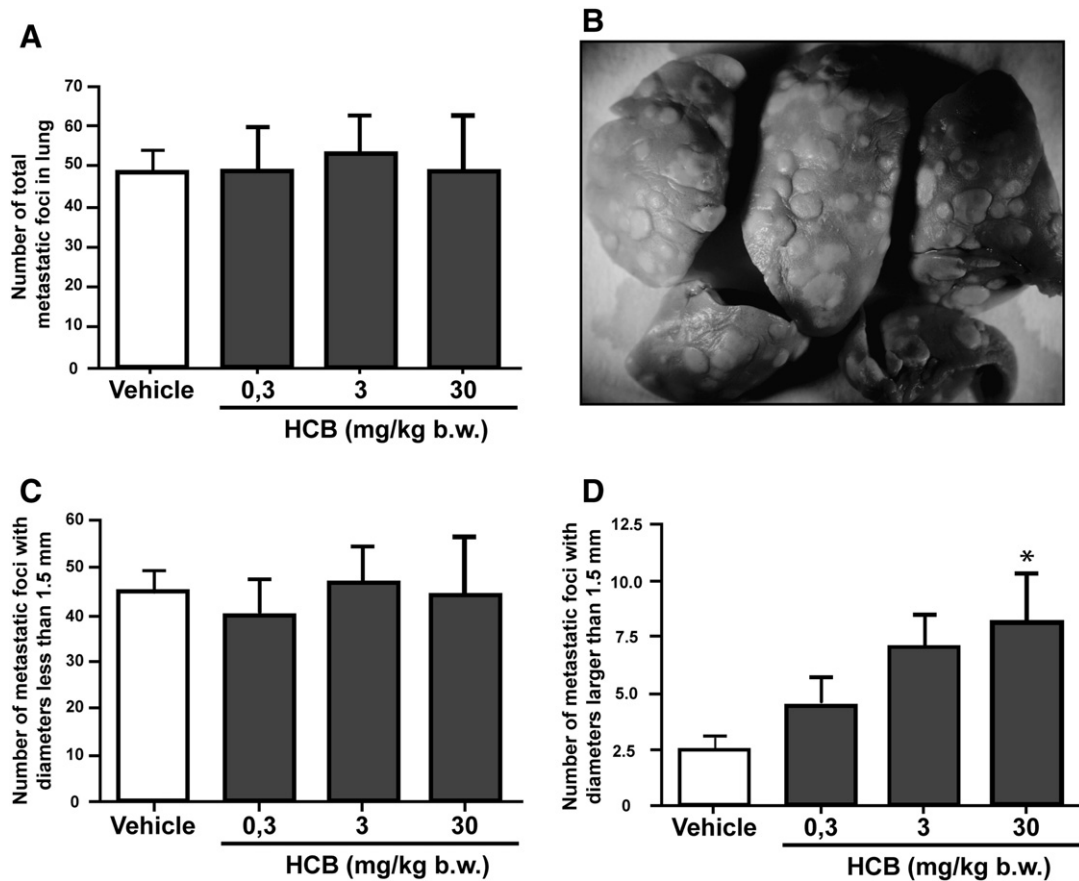 A
Number of total
metastatic foci in lung
70
60
50
40
30
20
10
0
Vehicle
0,3
3
30
HCB (mg/kg b.w.)
B
C
Number of metastatic foci with
diameters less than 1.5 mm
60
50
40
30
20
10
0
Vehicle
0,3
3
30
HCB (mg/kg b.w.)
D
Number of metastatic foci with
diameters larger than 1.5 mm
12.5
10.0
7.5
5.0
2.5
0
*
Vehicle
0,3
3
30
HCB (mg/kg b.w.)